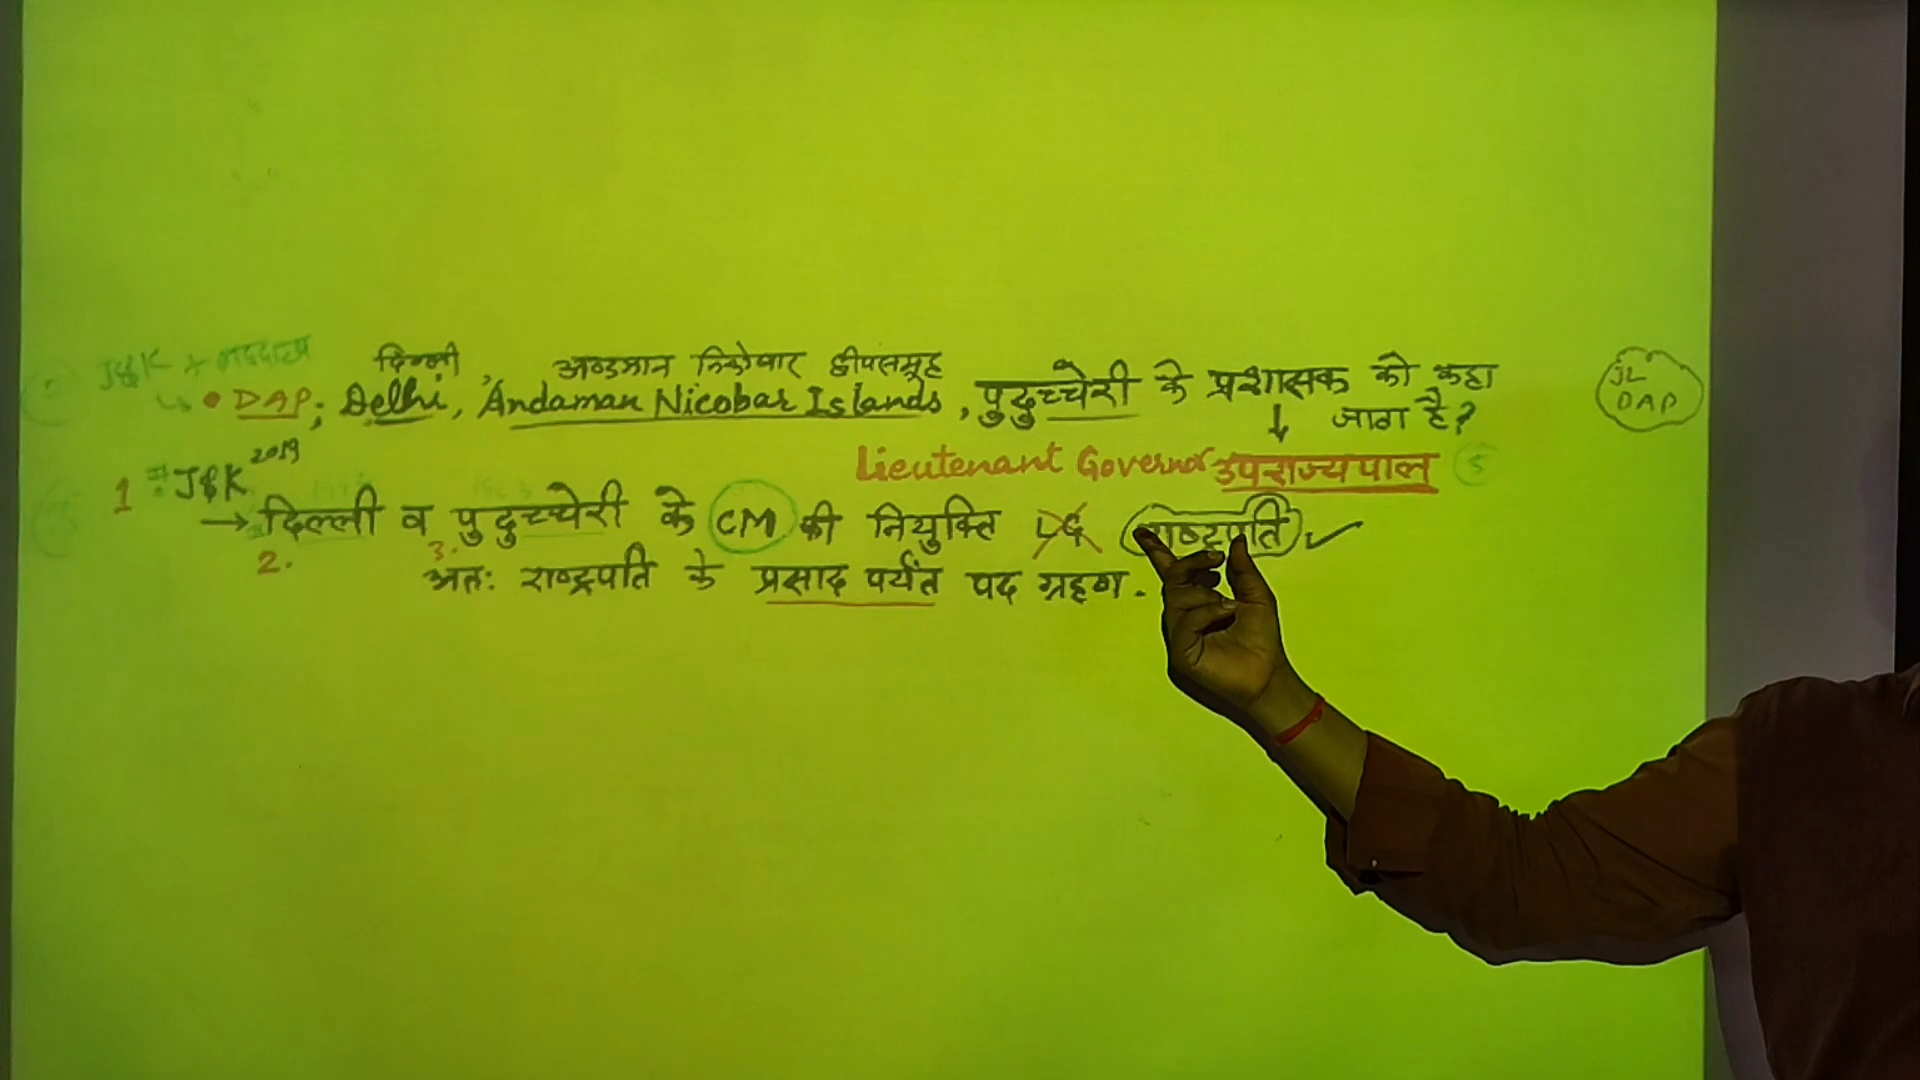 J&K + लद्दाख
दिल्ली, अण्डमान निकोबार द्वीपसमूह
• DAP; Delhi, Andaman Nicobar Islands, पुदुच्चेरी के प्रशासक को कहा
जाता है?
JL
DAP
Lieutenant Governor उपराज्यपाल 5
1 J&K 2019
→ दिल्ली व पुदुच्चेरी के CM की नियुक्ति LG राष्ट्रपति ✓
2. 3.
अतः राष्ट्रपति के प्रसाद पर्यंत पद ग्रहण.